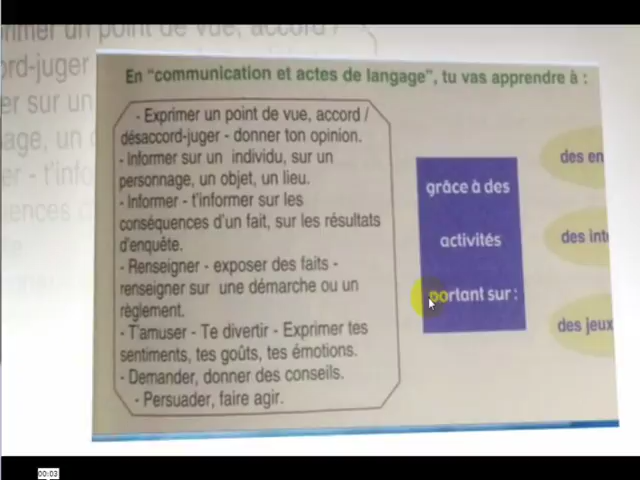 En "communication et actes de langage", tu vas apprendre à :
- Exprimer un point de vue, accord /
désaccord-juger - donner ton opinion.
- Informer sur un individu, sur un
personnage, un objet, un lieu.
- Informer - t'informer sur les
conséquences d'un fait, sur les résultats
d'enquête.
- Renseigner - exposer des faits -
renseigner sur une démarche ou un
règlement.
- T'amuser - Te divertir - Exprimer tes
sentiments, tes goûts, tes émotions.
- Demander, donner des conseils.
- Persuader, faire agir.
grâce à des
activités
portant sur :
des en
des int
des jeux
00:03